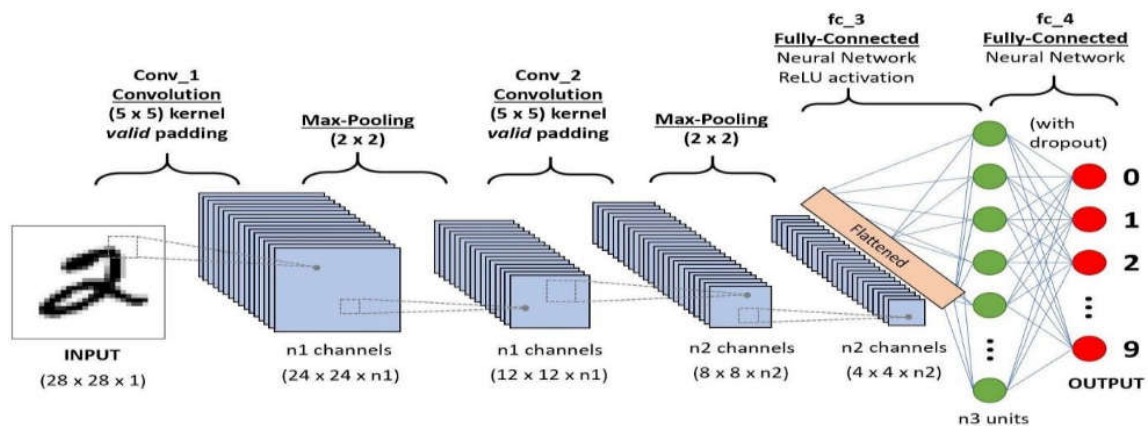 Conv_1
Convolution
(5 x 5) kernel
valid padding
Max-Pooling
(2 x 2)
Conv_2
Convolution
(5 x 5) kernel
valid padding
Max-Pooling
(2 x 2)
fc_3
Fully-Connected
Neural Network
ReLU activation
fc_4
Fully-Connected
Neural Network
(with
dropout)
INPUT
(28 x 28 x 1)
n1 channels
(24 x 24 x n1)
n1 channels
(12 x 12 x n1)
n2 channels
(8 x 8 x n2)
n2 channels
(4 x 4 x n2)
Flattened
n3 units
0
1
2
9
OUTPUT